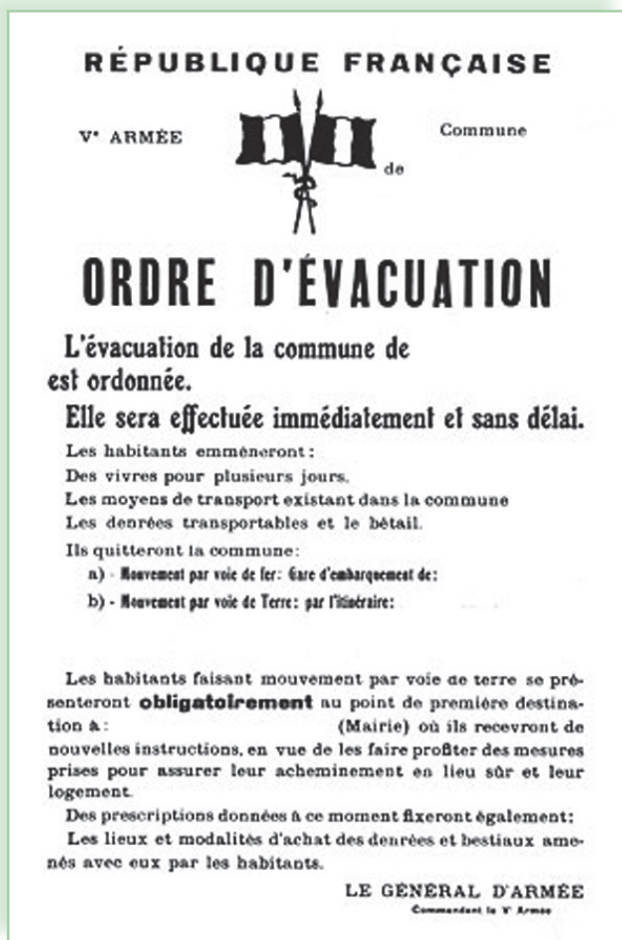 RÉPUBLIQUE FRANÇAISE
Vᵉ ARMÉE
Commune
de
ORDRE D'ÉVACUATION
L'évacuation de la commune de
est ordonnée.
Elle sera effectuée immédiatement et sans délai.
Les habitants emmèneront :
Des vivres pour plusieurs jours.
Les moyens de transport existant dans la commune
Les denrées transportables et le bétail.
Ils quitteront la commune :
a) - Mouvement par voie de fer : Gare d'embarquement de :
b) - Mouvement par voie de Terre : par l'itinéraire :
Les habitants faisant mouvement par voie de terre se pré-
senteront obligatoirement au point de première destina-
tion à : (Mairie) où ils recevront de
nouvelles instructions, en vue de les faire profiter des mesures
prises pour assurer leur acheminement en lieu sûr et leur
logement.
Des prescriptions données à ce moment fixeront également :
Les lieux et modalités d'achat des denrées et bestiaux ame-
nés avec eux par les habitants.
LE GÉNÉRAL D'ARMÉE
Commandant la Vᵉ Armée